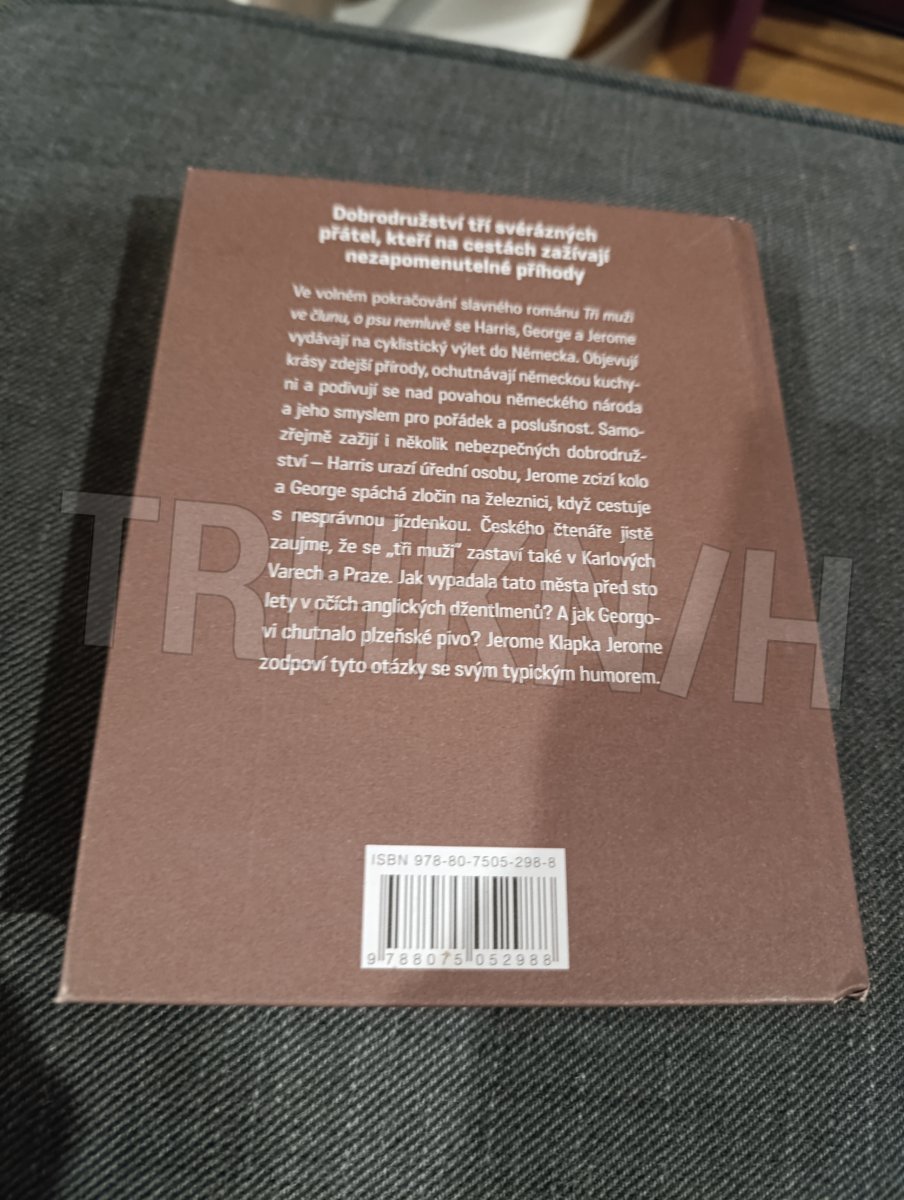 Dobrodružství tří svérázných
přátel, kteří na cestách zažívají
nezapomenutelné příhody
Ve volném pokračování slavného románu Tři muži
ve člunu, o psu nemluvě se Harris, George a Jerome
vydávají na cyklistický výlet do Německa. Objevují
krásy zdejší přírody, ochutnávají německou kuchy-
ni a podivují se nad povahou německého národa
a jeho smyslem pro pořádek a poslušnost. Samo-
zřejmě zažijí i několik nebezpečných dobrodruž-
ství – Harris urazí úřední osobu, Jerome zcizí kolo
a George spáchá zločin na železnici, když cestuje
s nesprávnou jízdenkou. Českého čtenáře jistě
zaujme, že se „tři muži“ zastaví také v Karlových
Varech a Praze. Jak vypadala tato města před sto
lety v očích anglických džentlmenů? A jak Georgo-
vi chutnalo plzeňské pivo? Jerome Klapka Jerome
zodpoví tyto otázky se svým typickým humorem.
TRHKNIH
ISBN 978-80-7505-298-8
9 788075 052988